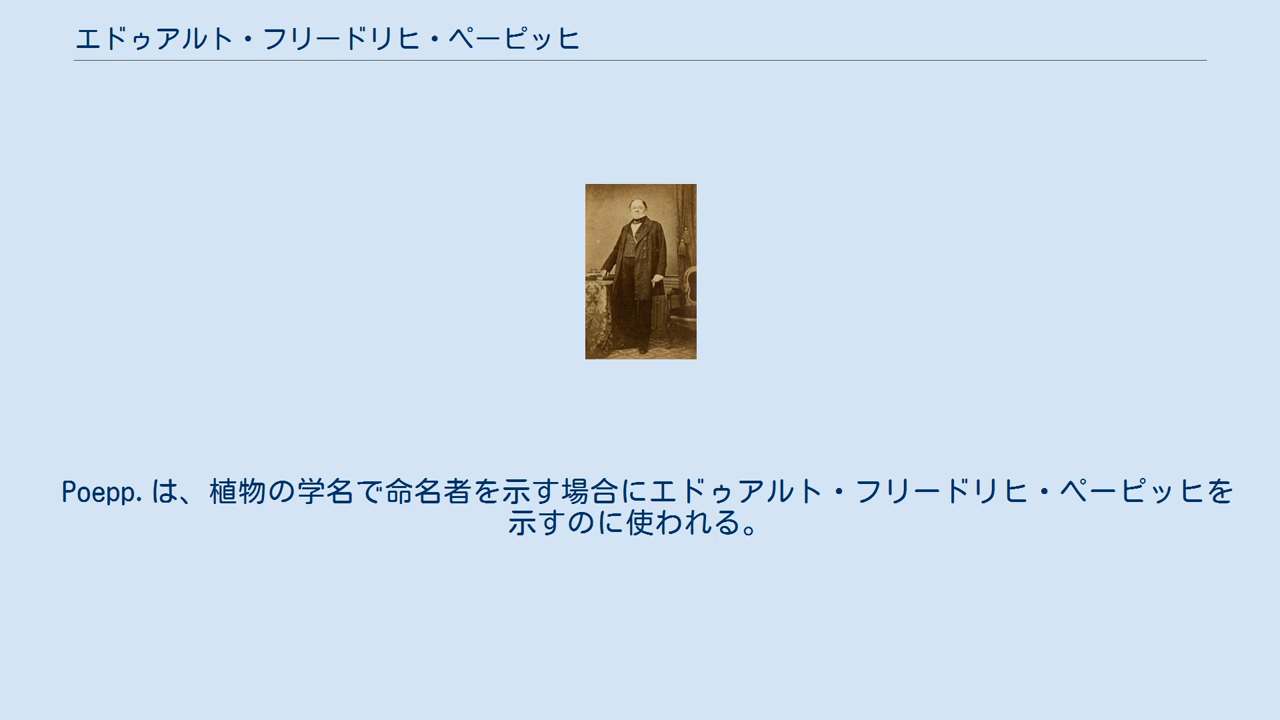 エドゥアルト・フリードリヒ・ペーピッヒ
Poepp. は、植物の学名で命名者を示す場合にエドゥアルト・フリードリヒ・ペーピッヒを
示すのに使われる。